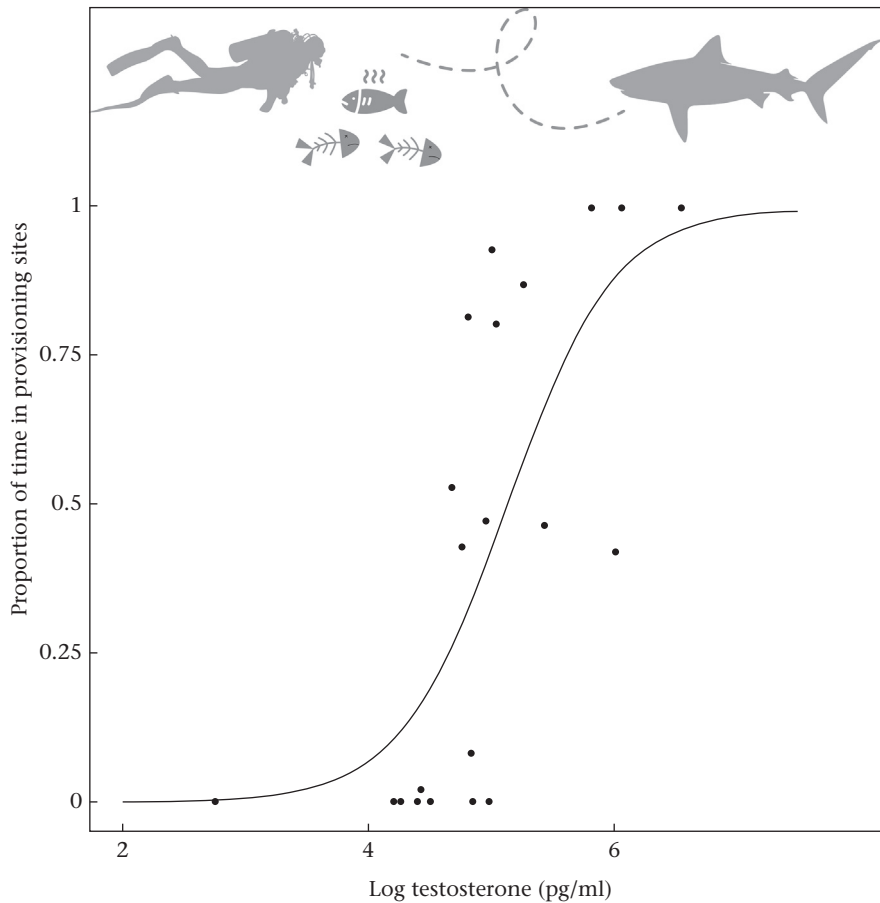 1
0.75
0.5
0.25
0
Proportion of time in provisioning sites
2 4 6
Log testosterone (pg/ml)